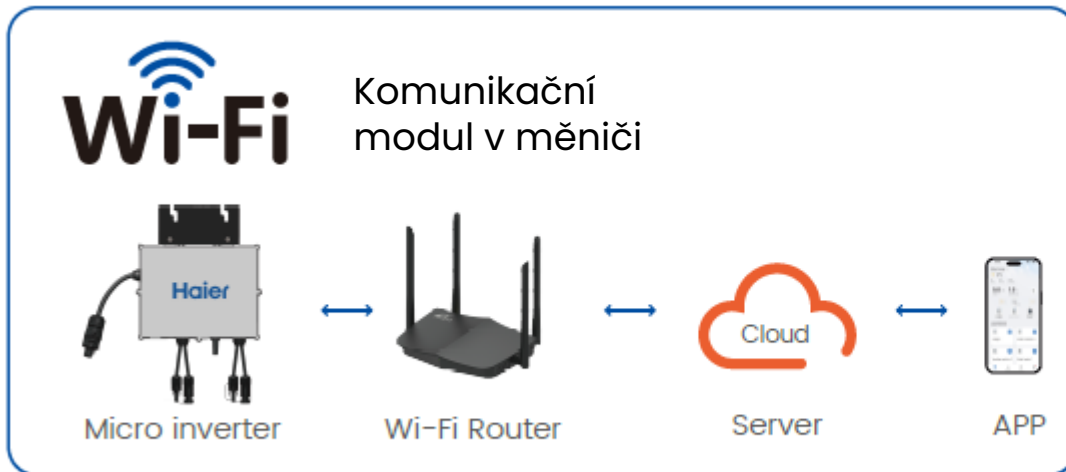 Wi-Fi
Komunikační
modul v měniči
Haier
Cloud
Micro inverter
Wi-Fi Router
Server
APP